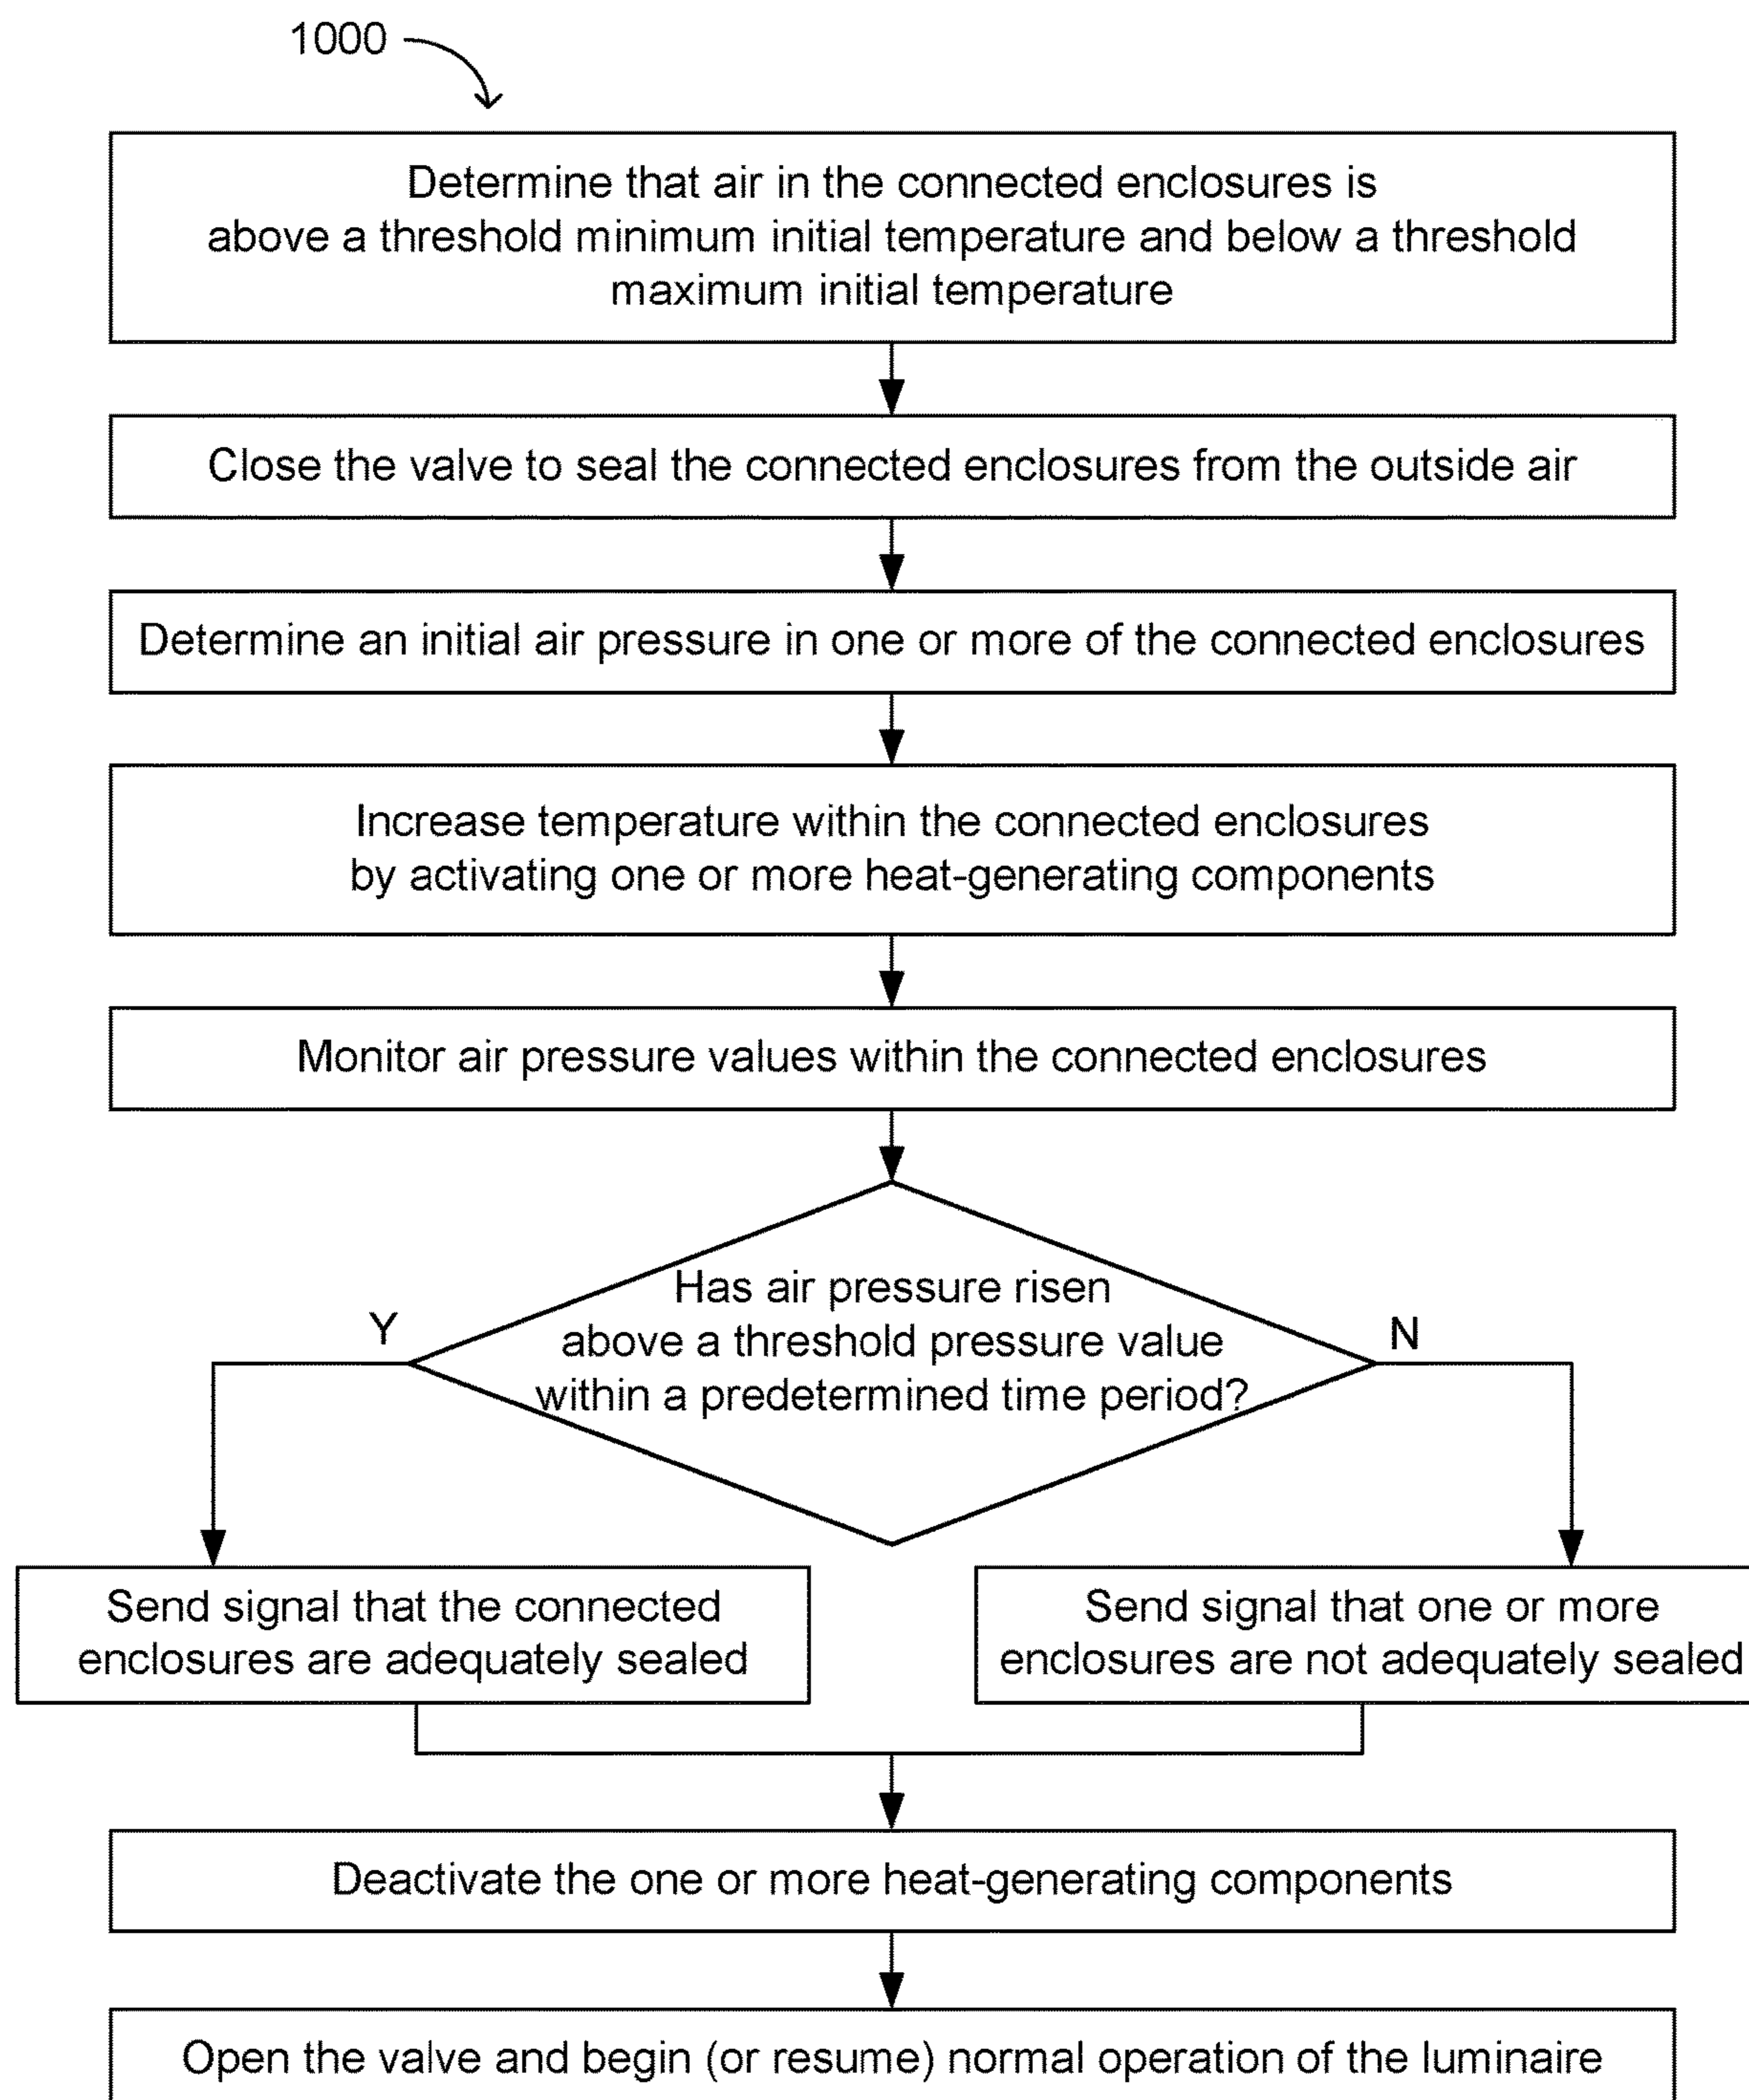 1000
Determine that air in the connected enclosures is
above a threshold minimum initial temperature and below a threshold
maximum initial temperature
Close the valve to seal the connected enclosures from the outside air
Determine an initial air pressure in one or more of the connected enclosures
Increase temperature within the connected enclosures
by activating one or more heat-generating components
Monitor air pressure values within the connected enclosures
Has air pressure risen
above a threshold pressure value
within a predetermined time period?
Y
N
Send signal that the connected
enclosures are adequately sealed
Send signal that one or more
enclosures are not adequately sealed
Deactivate the one or more heat-generating components
Open the valve and begin (or resume) normal operation of the luminaire